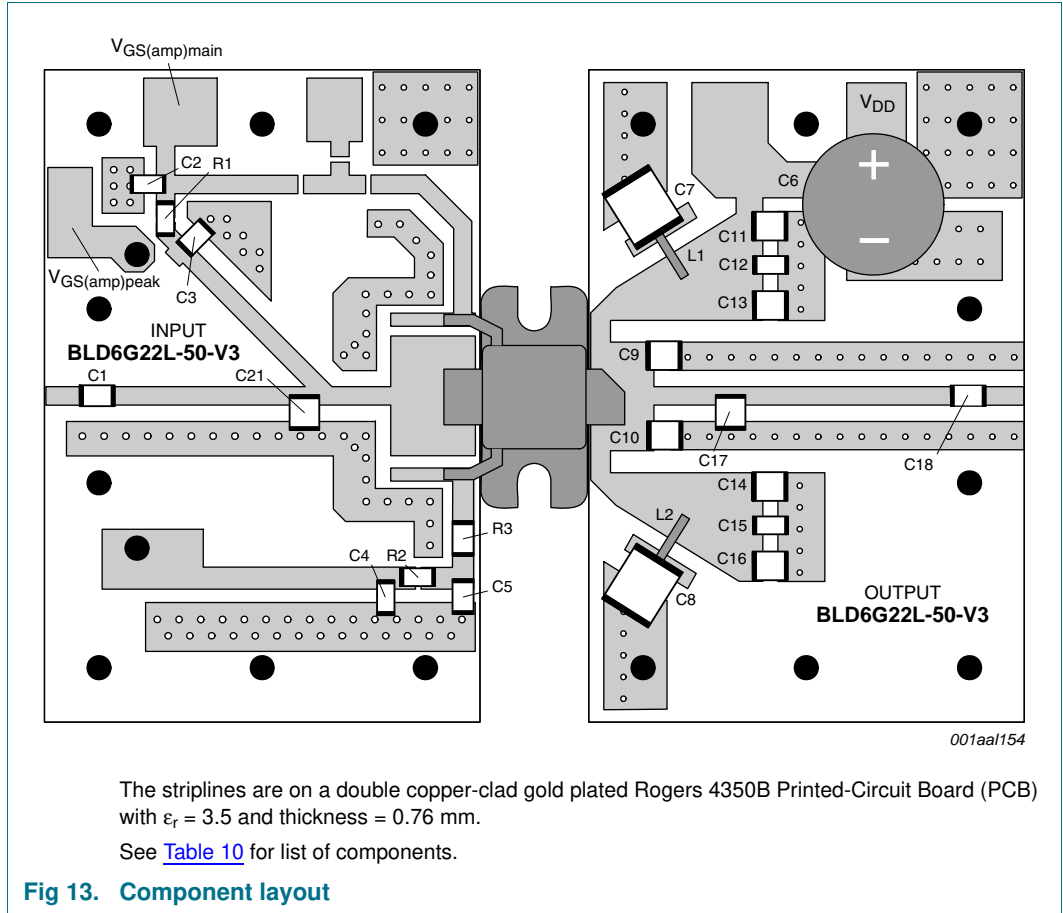 VGS(amp)main
VDD
C2
R1
C7
C6
+
−
C11
L1
C12
VGS(amp)peak
C3
C13
INPUT
BLD6G22L-50-V3
C1
C21
C9
C10
C17
C18
C14
L2
C15
R3
C4
R2
C16
C5
C8
OUTPUT
BLD6G22L-50-V3
001aal154
The striplines are on a double copper-clad gold plated Rogers 4350B Printed-Circuit Board (PCB)
with εr = 3.5 and thickness = 0.76 mm.
See Table 10 for list of components.
Fig 13. Component layout